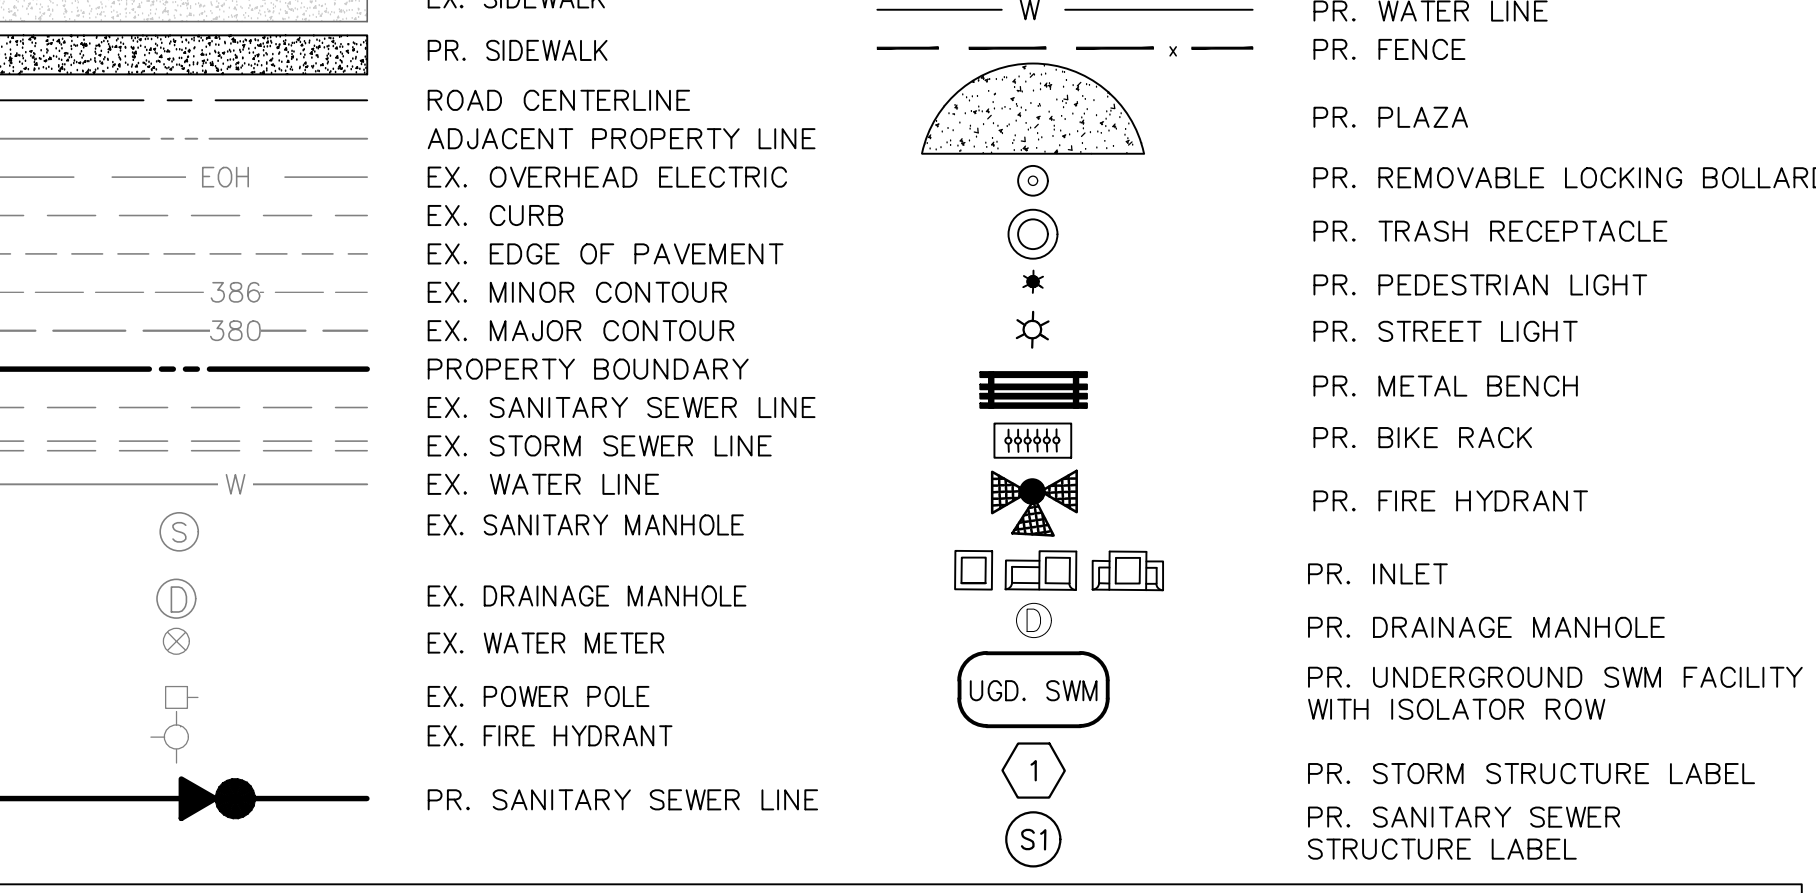 EX. SIDEWALK
PR. SIDEWALK
ROAD CENTERLINE
ADJACENT PROPERTY LINE
EOH EX. OVERHEAD ELECTRIC
EX. CURB
EX. EDGE OF PAVEMENT
386 EX. MINOR CONTOUR
380 EX. MAJOR CONTOUR
PROPERTY BOUNDARY
EX. SANITARY SEWER LINE
EX. STORM SEWER LINE
W EX. WATER LINE
S EX. SANITARY MANHOLE
D EX. DRAINAGE MANHOLE
EX. WATER METER
EX. POWER POLE
EX. FIRE HYDRANT
PR. SANITARY SEWER LINE
W PR. WATER LINE
x PR. FENCE
PR. PLAZA
PR. REMOVABLE LOCKING BOLLARD
PR. TRASH RECEPTACLE
PR. PEDESTRIAN LIGHT
PR. STREET LIGHT
PR. METAL BENCH
PR. BIKE RACK
PR. FIRE HYDRANT
PR. INLET
D PR. DRAINAGE MANHOLE
UGD. SWM PR. UNDERGROUND SWM FACILITY
WITH ISOLATOR ROW
1 PR. STORM STRUCTURE LABEL
S1 PR. SANITARY SEWER
STRUCTURE LABEL